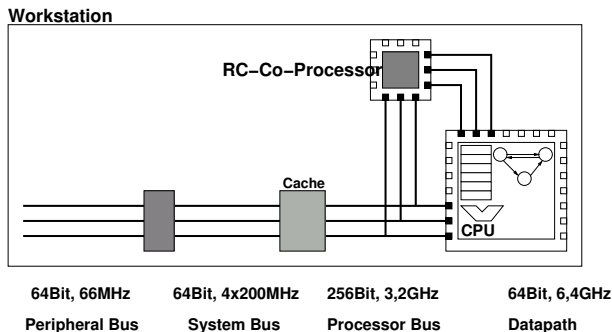 Workstation
RC−Co−Processor
Cache
CPU
64Bit, 66MHz 64Bit, 4x200MHz 256Bit, 3,2GHz 64Bit, 6,4GHz
Peripheral Bus System Bus Processor Bus Datapath